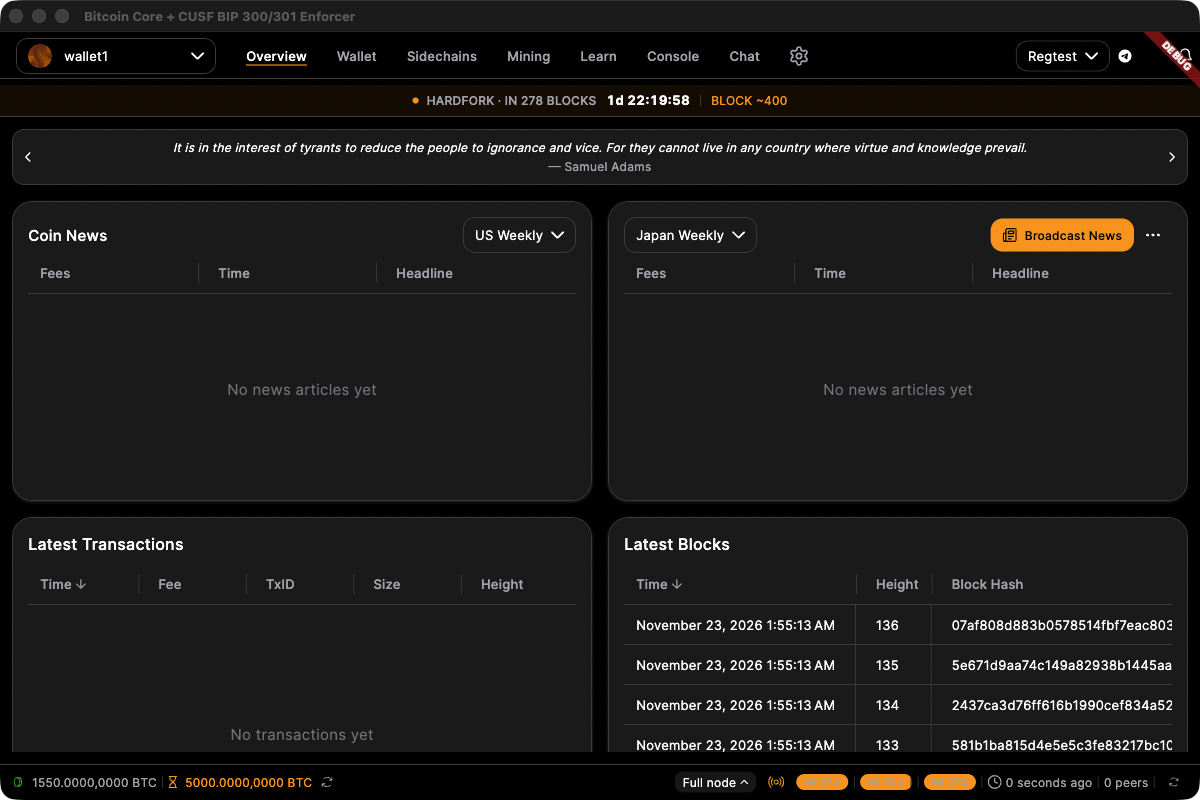 Bitcoin Core + CUSF BIP 300/301 Enforcer
wallet1
Overview
Wallet
Sidechains
Mining
Learn
Console
Chat
Regtest
DEBUG
HARDFORK · IN 278 BLOCKS 1d 22:19:58 BLOCK ~400
It is in the interest of tyrants to reduce the people to ignorance and vice. For they cannot live in any country where virtue and knowledge prevail.
— Samuel Adams
Coin News
US Weekly
Fees Time Headline
No news articles yet
Japan Weekly
Broadcast News
Fees Time Headline
No news articles yet
Latest Transactions
Time Fee TxID Size Height
No transactions yet
Latest Blocks
Time Height Block Hash
November 23, 2026 1:55:13 AM 136 07af808d883b0578514fbf7eac803
November 23, 2026 1:55:13 AM 135 5e671d9aa74c149a82938b1445aa
November 23, 2026 1:55:13 AM 134 2437ca3d76ff616b1990cef834a52
November 23, 2026 1:55:13 AM 133 581b1ba815d4e5e5c3fe83217bc10
1550.0000,0000 BTC
5000.0000,0000 BTC
Full node
0 seconds ago
0 peers